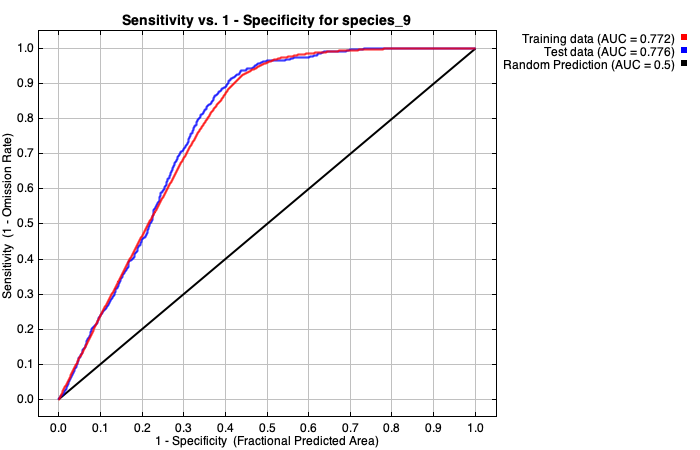 Sensitivity vs. 1 - Specificity for species_9
Training data (AUC = 0.772)
Test data (AUC = 0.776)
Random Prediction (AUC = 0.5)
Sensitivity (1 - Omission Rate)
1.0
0.9
0.8
0.7
0.6
0.5
0.4
0.3
0.2
0.1
0.0
0.0 0.1 0.2 0.3 0.4 0.5 0.6 0.7 0.8 0.9 1.0
1 - Specificity (Fractional Predicted Area)